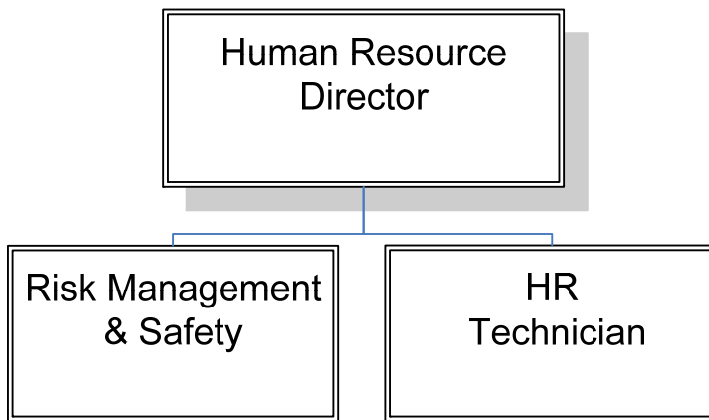 Human Resource
Director
Risk Management
& Safety
HR
Technician